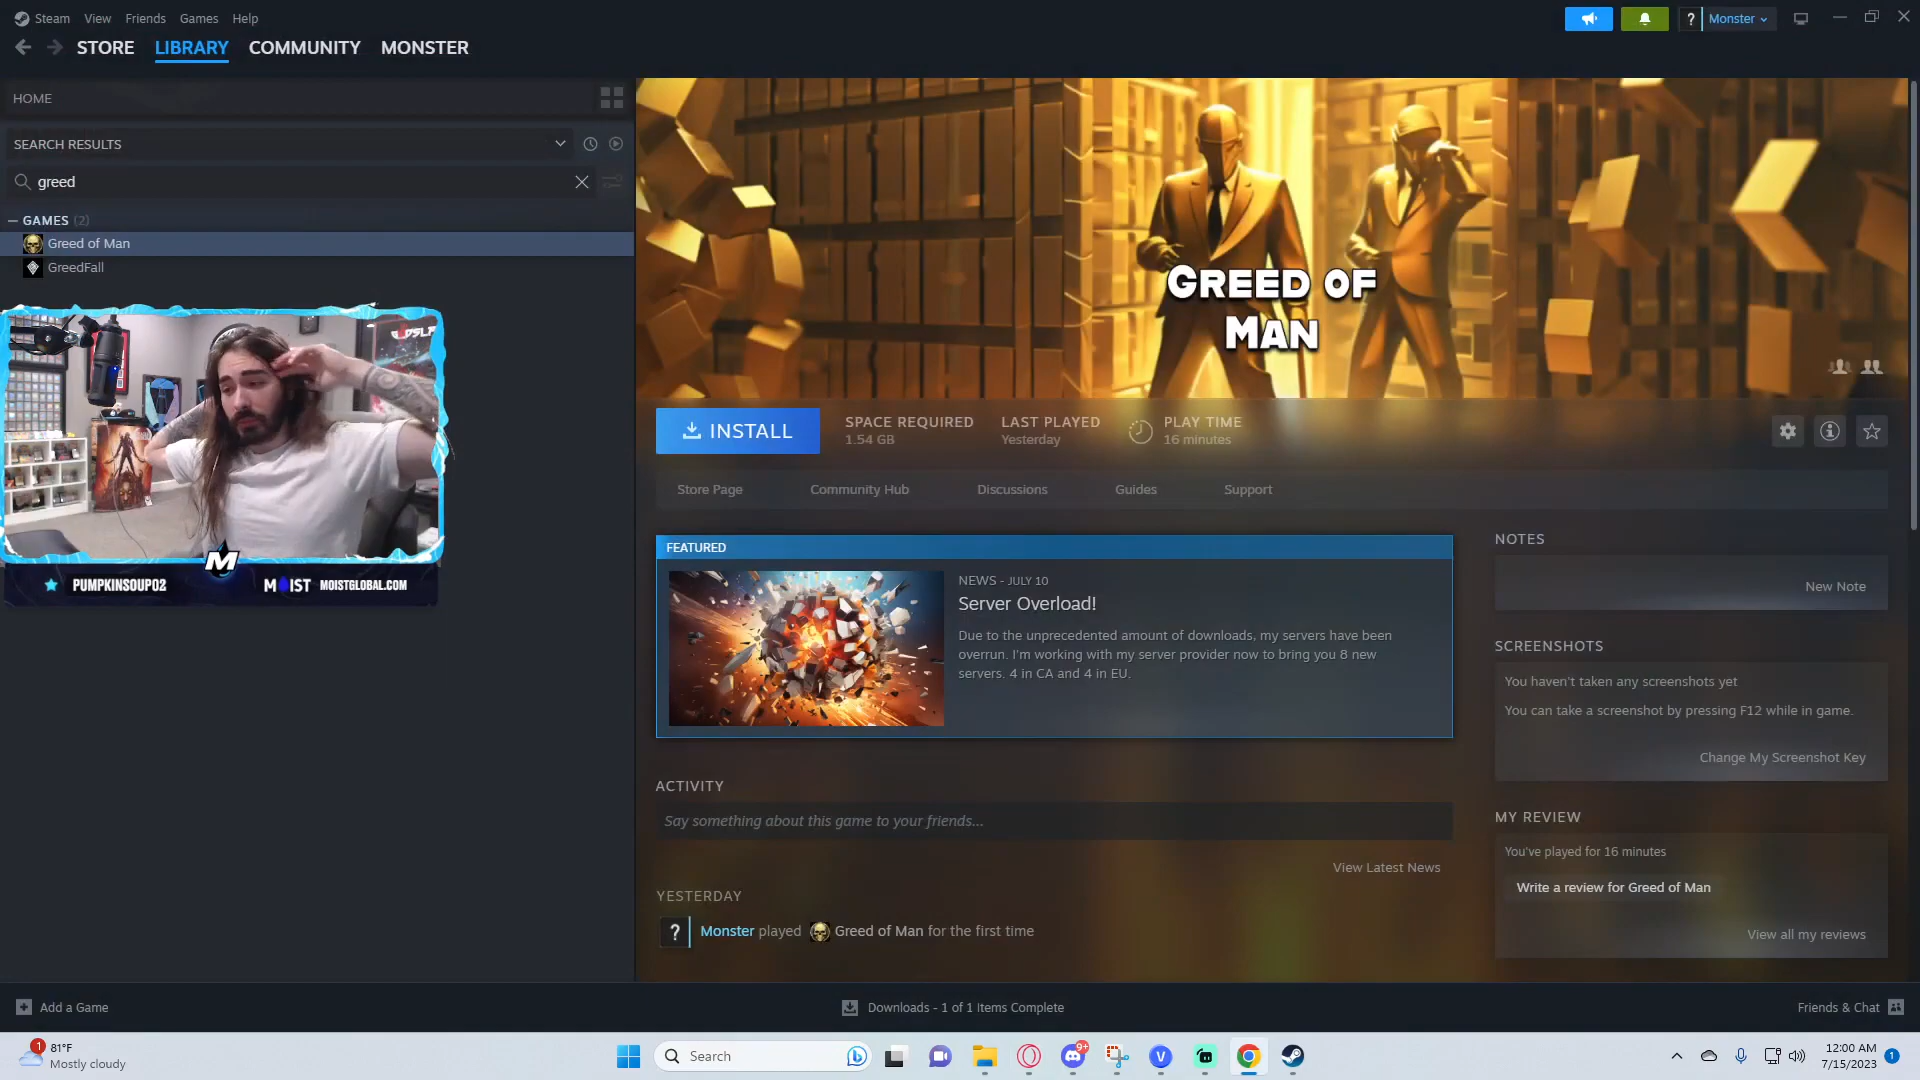 Steam View Friends Games Help
Monster
STORE LIBRARY COMMUNITY MONSTER
HOME
SEARCH RESULTS
greed
GAMES (2)
Greed of Man
GreedFall
PUMPKINSOUP02 MOIST MOISTGLOBAL.COM
GREED OF
MAN
INSTALL
SPACE REQUIRED
1.54 GB
LAST PLAYED
Yesterday
PLAY TIME
16 minutes
Store Page Community Hub Discussions Guides Support
FEATURED
NEWS - JULY 10
Server Overload!
Due to the unprecedented amount of downloads, my servers have been
overrun. I'm working with my server provider now to bring you 8 new
servers. 4 in CA and 4 in EU.
ACTIVITY
Say something about this game to your friends...
View Latest News
YESTERDAY
? Monster played Greed of Man for the first time
NOTES
New Note
SCREENSHOTS
You haven't taken any screenshots yet
You can take a screenshot by pressing F12 while in game.
Change My Screenshot Key
MY REVIEW
You've played for 16 minutes
Write a review for Greed of Man
View all my reviews
Add a Game
Downloads - 1 of 1 Items Complete
Friends & Chat
1
81°F
Mostly cloudy
Search
9+
12:00 AM
7/15/2023
1